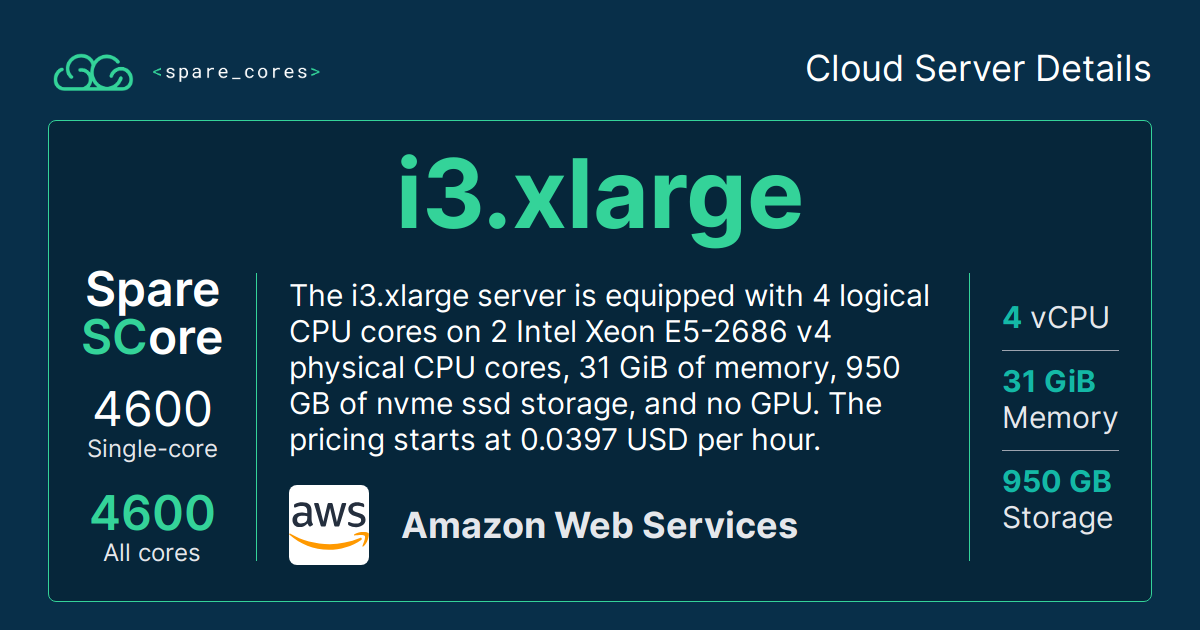 <spare_cores>
Cloud Server Details
i3.xlarge
Spare
SCore
4600
Single-core
4600
All cores
The i3.xlarge server is equipped with 4 logical
CPU cores on 2 Intel Xeon E5-2686 v4
physical CPU cores, 31 GiB of memory, 950
GB of nvme ssd storage, and no GPU. The
pricing starts at 0.0397 USD per hour.
aws
Amazon Web Services
4 vCPU
31 GiB
Memory
950 GB
Storage